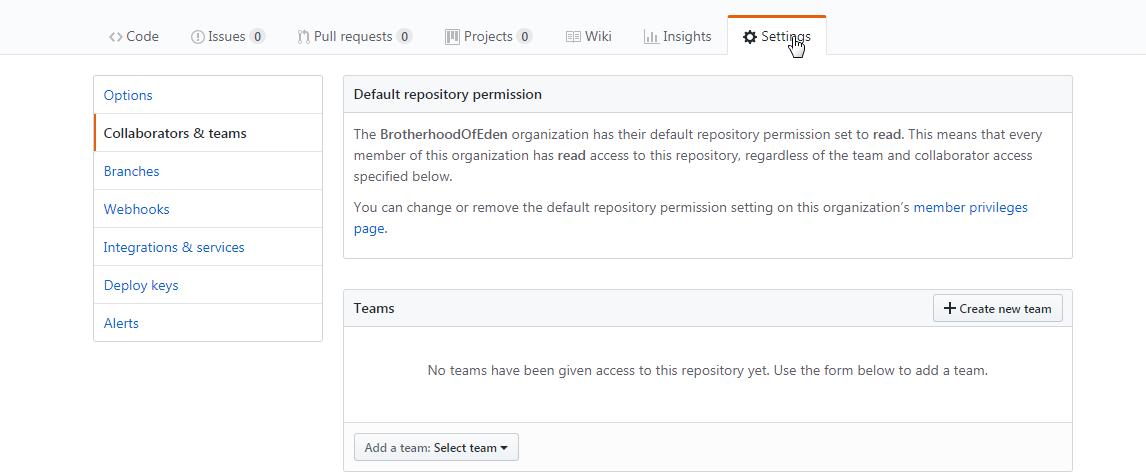 Code Issues 0 Pull requests 0 Projects 0 Wiki Insights Settings
Options
Collaborators & teams
Branches
Webhooks
Integrations & services
Deploy keys
Alerts
Default repository permission
The BrotherhoodOfEden organization has their default repository permission set to read. This means that every
member of this organization has read access to this repository, regardless of the team and collaborator access
specified below.
You can change or remove the default repository permission setting on this organization’s member privileges
page.
Teams
Create new team
No teams have been given access to this repository yet. Use the form below to add a team.
Add a team: Select team